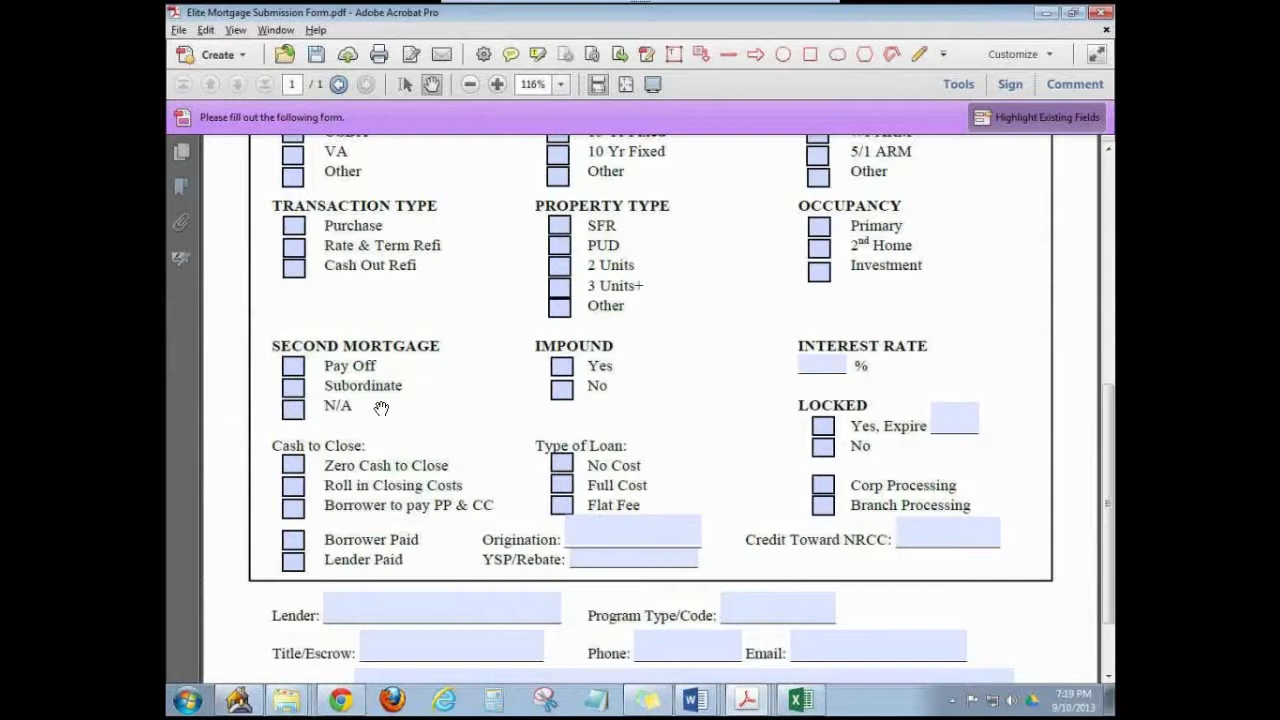 Elite Mortgage Submission Form.pdf - Adobe Acrobat Pro
File Edit View Window Help
Create Customize
1 / 1 116% Tools Sign Comment
Please fill out the following form. Highlight Existing Fields
VA 10 Yr Fixed 5/1 ARM
Other Other Other
TRANSACTION TYPE PROPERTY TYPE OCCUPANCY
Purchase SFR Primary
Rate & Term Refi PUD 2nd Home
Cash Out Refi 2 Units Investment
3 Units+
Other
SECOND MORTGAGE IMPOUND INTEREST RATE
Pay Off Yes %
Subordinate No
N/A LOCKED
Yes, Expire
Cash to Close: Type of Loan: No
Zero Cash to Close No Cost
Roll in Closing Costs Full Cost Corp Processing
Borrower to pay PP & CC Flat Fee Branch Processing
Borrower Paid Origination: Credit Toward NRCC:
Lender Paid YSP/Rebate:
Lender: Program Type/Code:
Title/Escrow: Phone: Email:
7:19 PM
9/10/2013